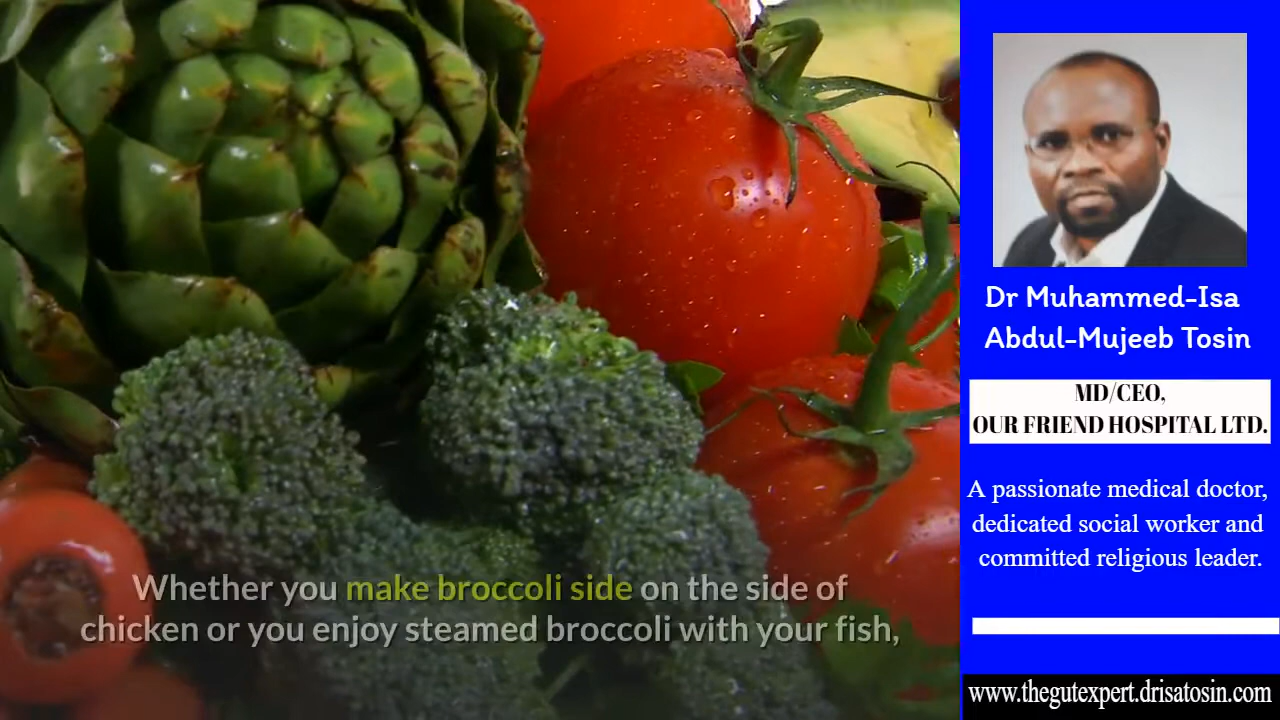 Whether you make broccoli side on the side of
chicken or you enjoy steamed broccoli with your fish,
Dr Muhammed-Isa
Abdul-Mujeeb Tosin
MD/CEO,
OUR FRIEND HOSPITAL LTD.
A passionate medical doctor,
dedicated social worker and
committed religious leader.
www.thegutexpert.drisatosin.com